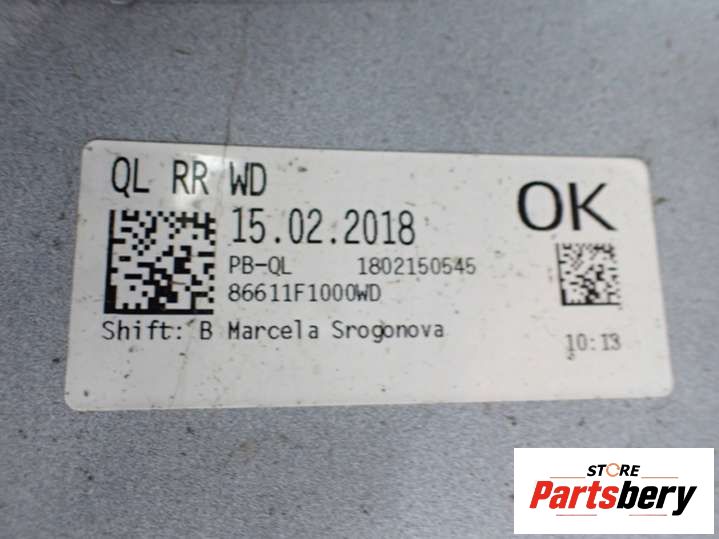 QL RR WD
OK
15.02.2018
PB-QL 1802150545
86611F1000WD
Shift: B Marcela Srogonova
10:13
STORE
Partsbery